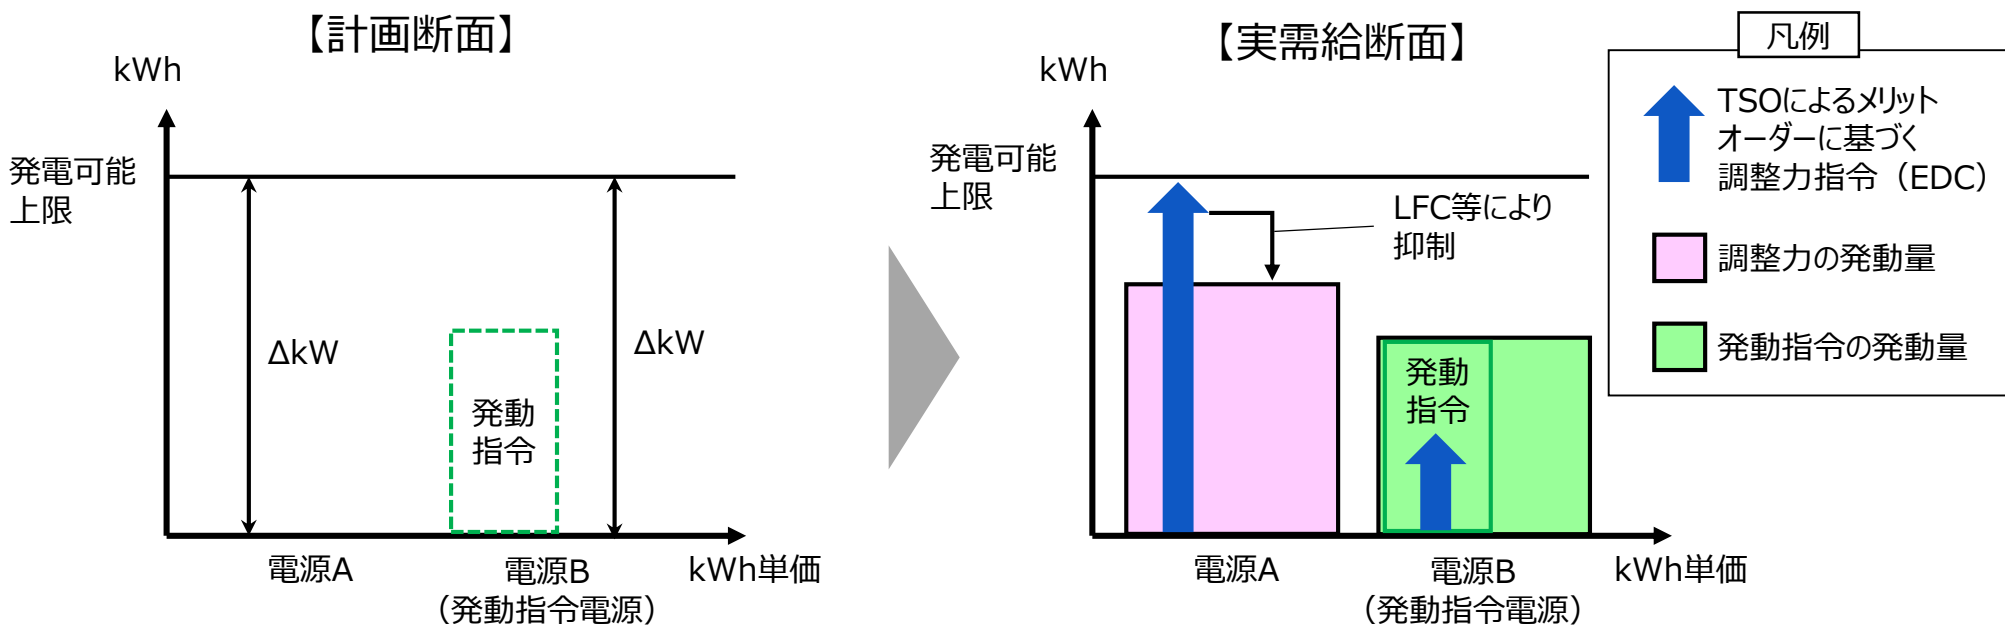 【計画断面】
kWh
発電可能
上限
ΔkW
ΔkW
発動
指令
電源A
電源B
（発動指令電源）
kWh単価
【実需給断面】
kWh
発電可能
上限
LFC等により
抑制
発動
指令
電源A
電源B
（発動指令電源）
kWh単価
凡例
TSOによるメリット
オーダーに基づく
調整力指令（EDC）
調整力の発動量
発動指令の発動量